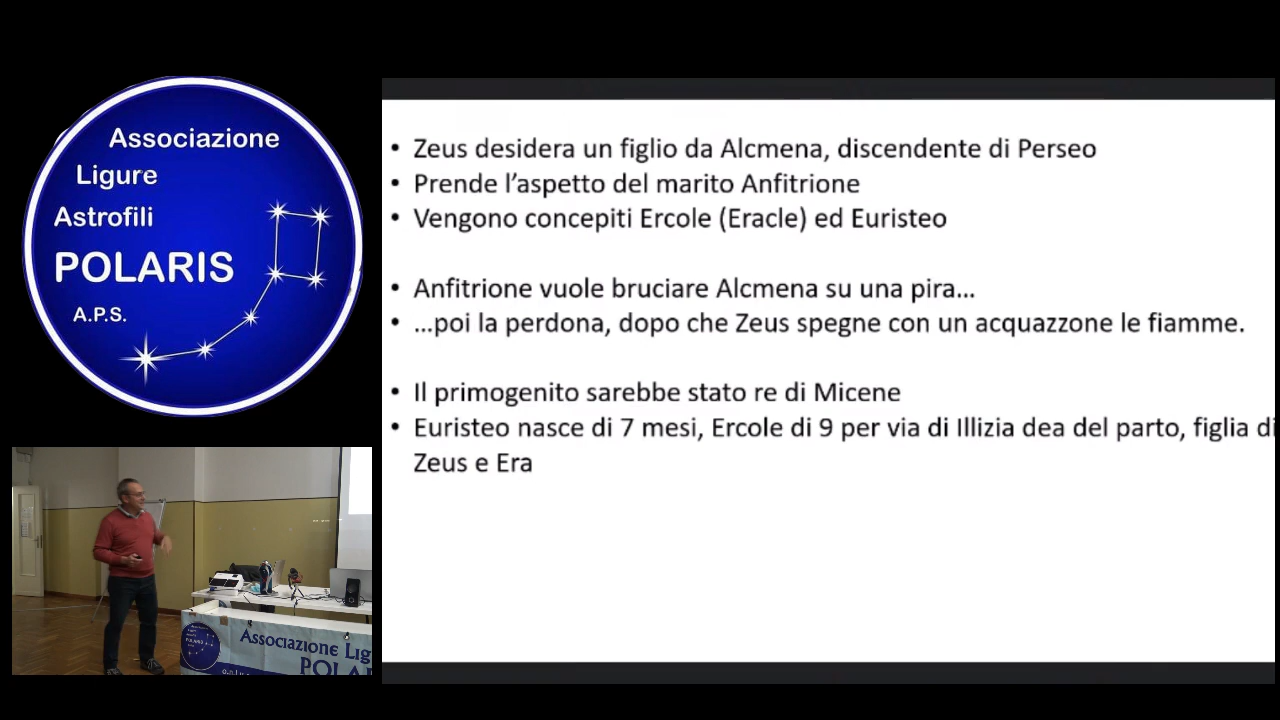 Associazione
Ligure
Astrofili
POLARIS
A.P.S.
• Zeus desidera un figlio da Alcmena, discendente di Perseo
• Prende l’aspetto del marito Anfitrione
• Vengono concepiti Ercole (Eracle) ed Euristeo
• Anfitrione vuole bruciare Alcmena su una pira…
• …poi la perdona, dopo che Zeus spegne con un acquazzone le fiamme.
• Il primogenito sarebbe stato re di Micene
• Euristeo nasce di 7 mesi, Ercole di 9 per via di Illizia dea del parto, figlia di
Zeus e Era
Associazione Lig
POLA